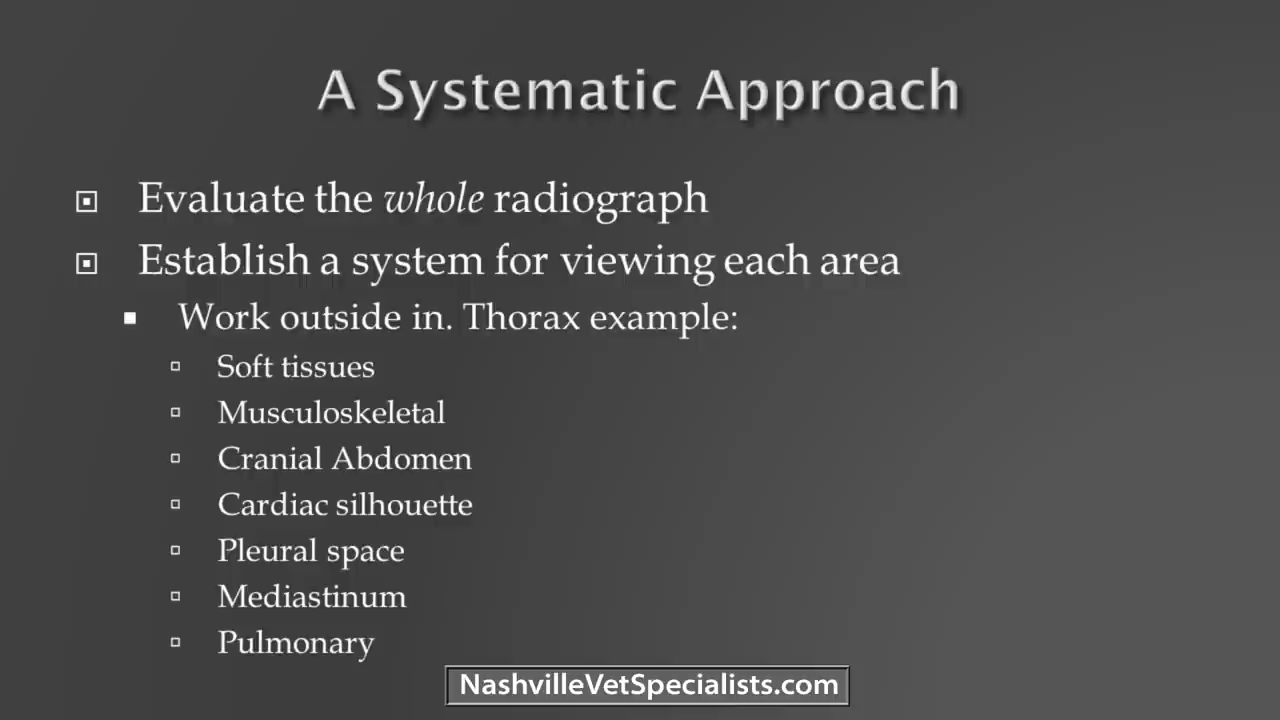 A Systematic Approach
Evaluate the whole radiograph
Establish a system for viewing each area
Work outside in. Thorax example:
Soft tissues
Musculoskeletal
Cranial Abdomen
Cardiac silhouette
Pleural space
Mediastinum
Pulmonary
NashvilleVetSpecialists.com